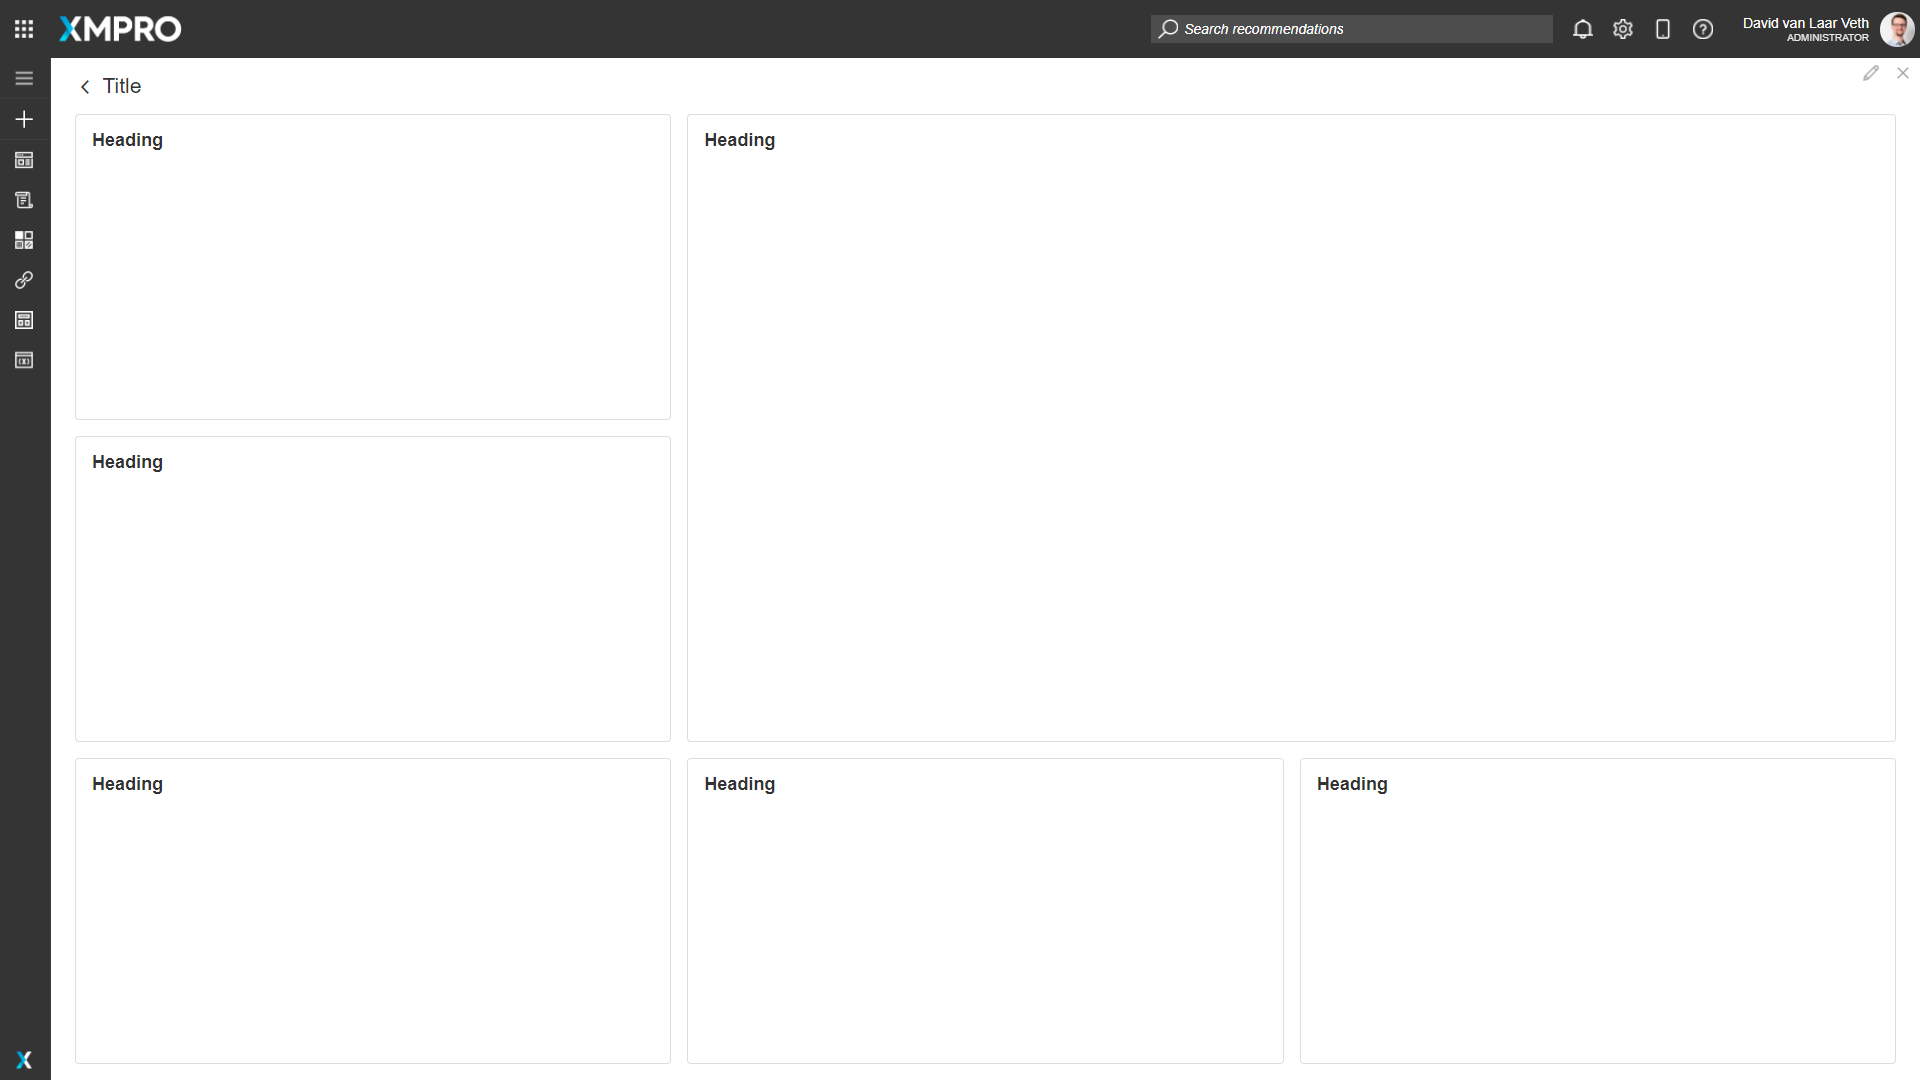 XMPRO
Search recommendations
David van Laar Veth
ADMINISTRATOR
Title
Heading
Heading
Heading
Heading
Heading
Heading